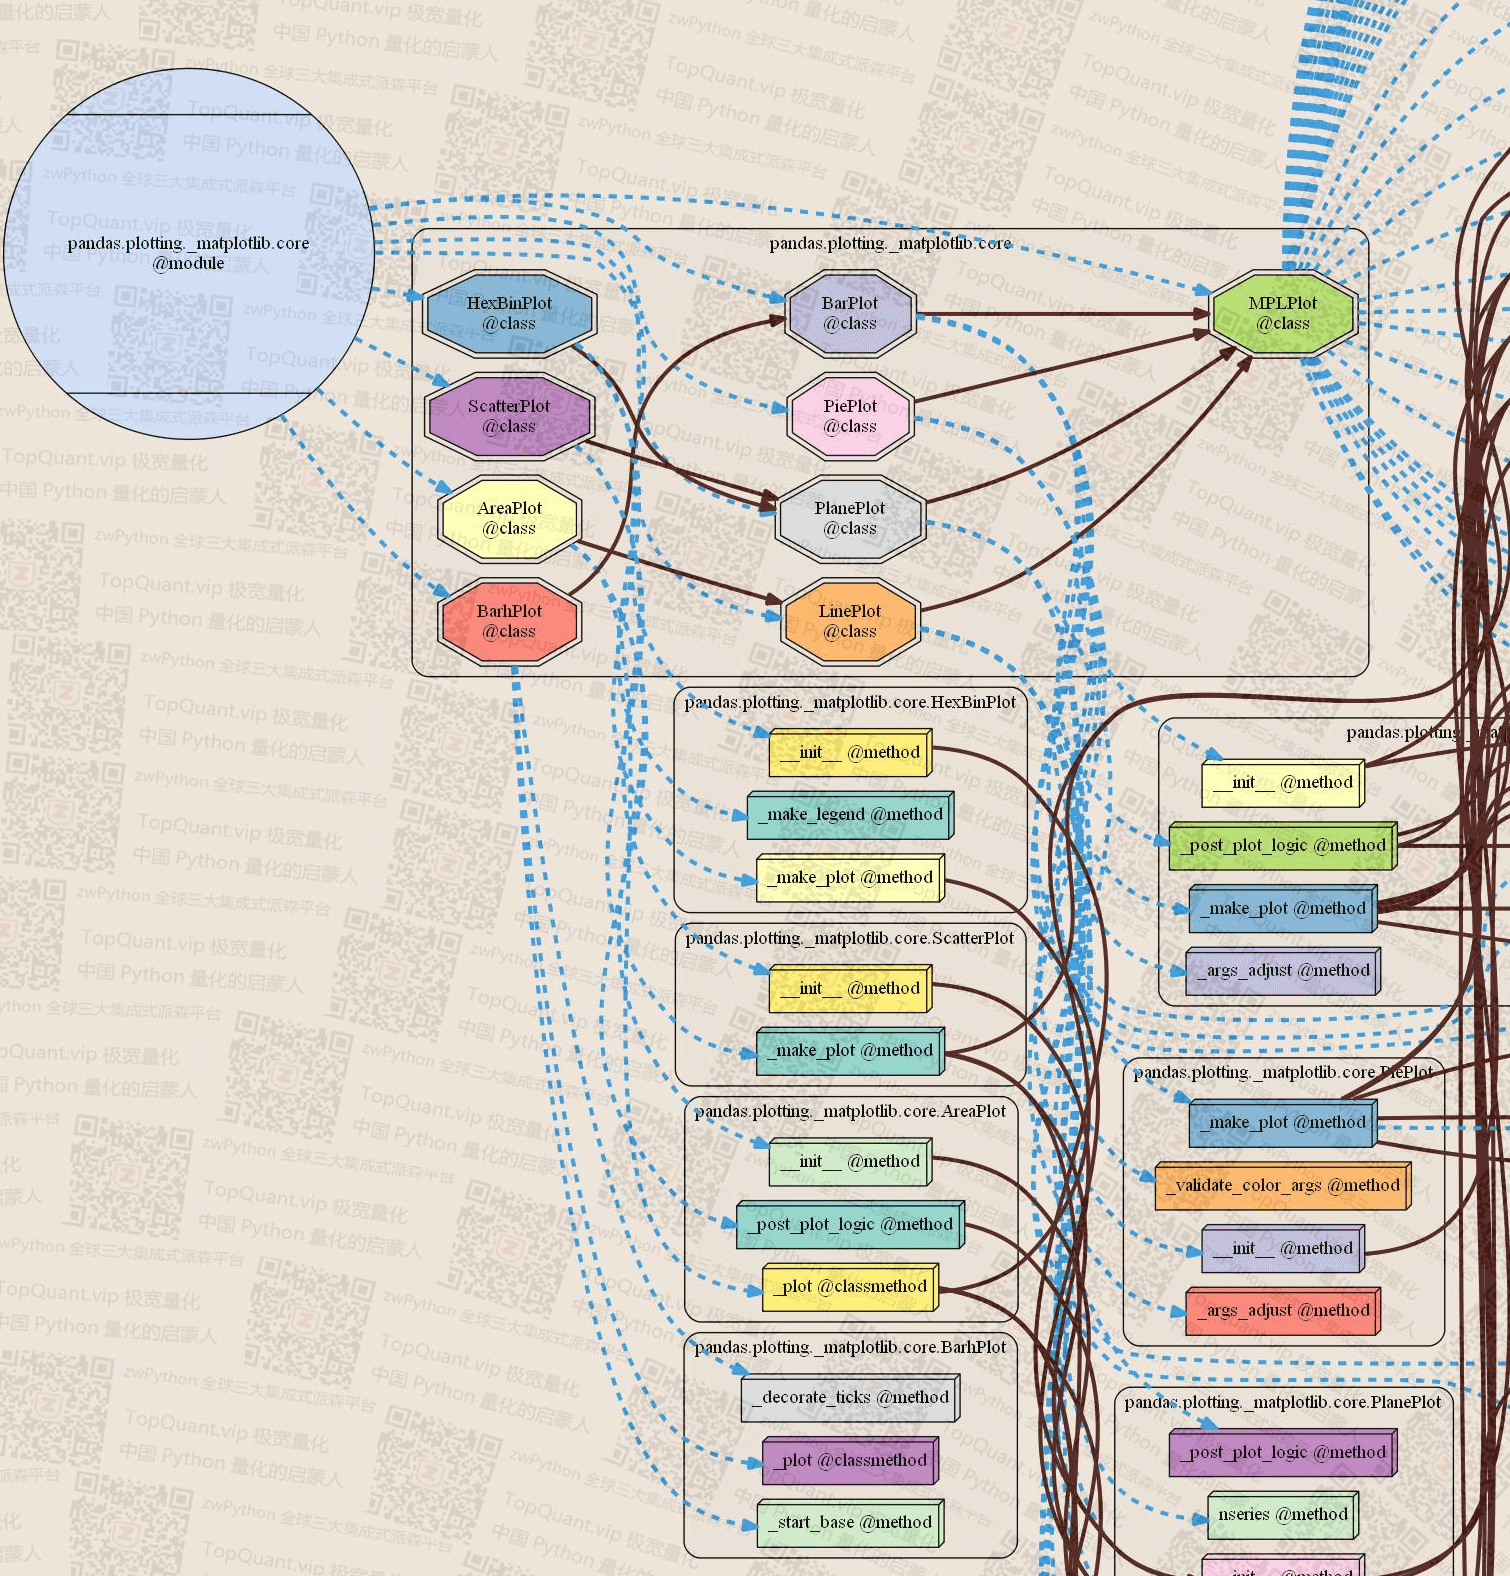 pandas.plotting._matplotlib.core
@module
pandas.plotting._matplotlib.core
HexBinPlot
@class
BarPlot
@class
MPLPlot
@class
ScatterPlot
@class
PiePlot
@class
AreaPlot
@class
PlanePlot
@class
BarhPlot
@class
LinePlot
@class
pandas.plotting._matplotlib.core.HexBinPlot
__init__ @method
_make_legend @method
_make_plot @method
pandas.plotting._matplotlib.core.ScatterPlot
__init__ @method
_make_plot @method
pandas.plotting._matplotlib.core.AreaPlot
__init__ @method
_post_plot_logic @method
_plot @classmethod
pandas.plotting._matplotlib.core.BarhPlot
_decorate_ticks @method
_plot @classmethod
_start_base @method
pandas.plotting
__init__ @method
_post_plot_logic @method
_make_plot @method
_args_adjust @method
pandas.plotting._matplotlib.core.PiePlot
_make_plot @method
_validate_color_args @method
__init__ @method
_args_adjust @method
pandas.plotting._matplotlib.core.PlanePlot
_post_plot_logic @method
nseries @method
TopQuant.vip 极宽量化
中国 Python 量化的启蒙人
zwPython 全球三大集成式派森平台